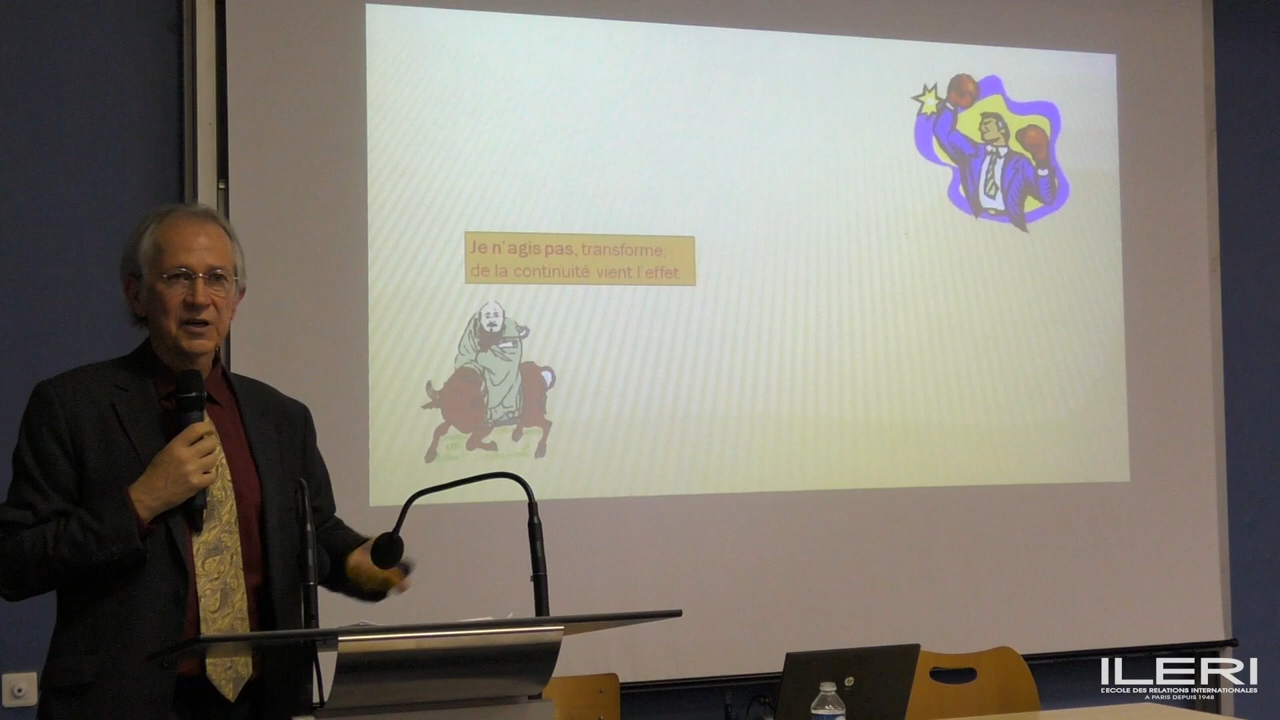 Je n'agis pas, transforme,
de la continuité vient l'effet
ILERI
L'ECOLE DES RELATIONS INTERNATIONALES
A PARIS DEPUIS 1948